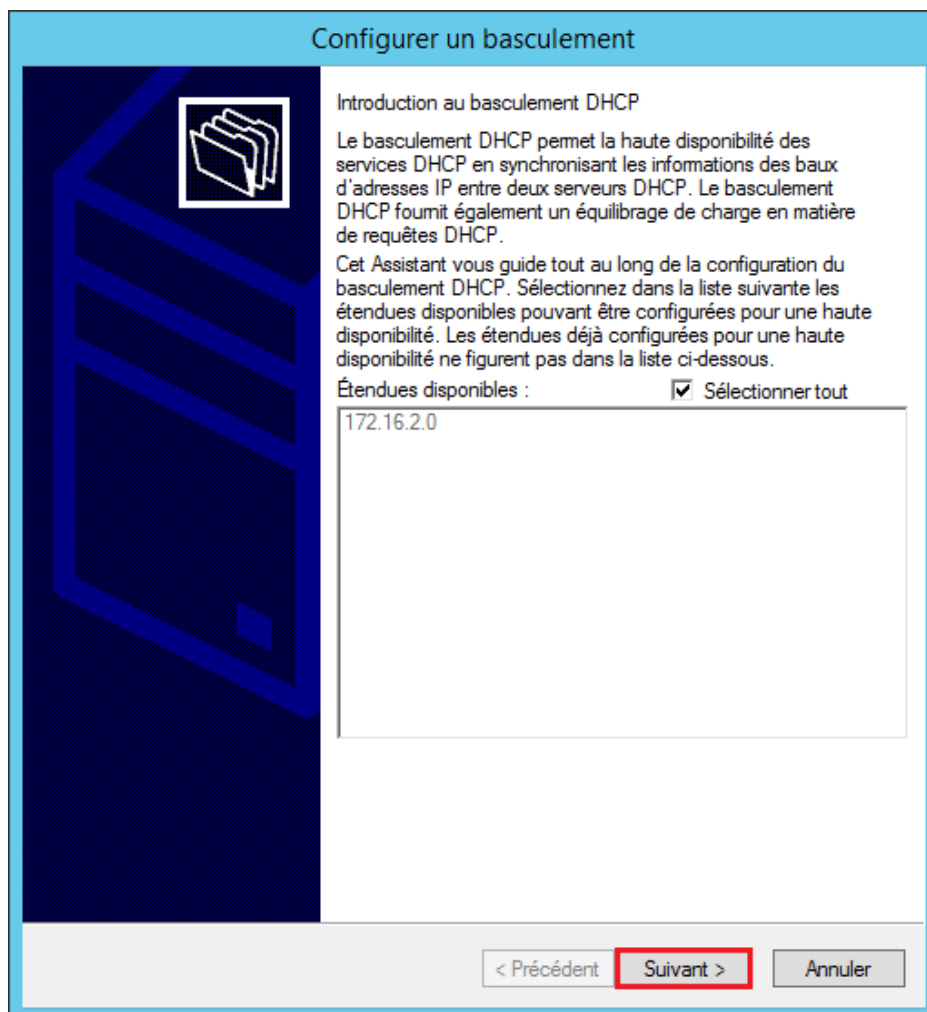 Configurer un basculement
Introduction au basculement DHCP
Le basculement DHCP permet la haute disponibilité des
services DHCP en synchronisant les informations des baux
d'adresses IP entre deux serveurs DHCP. Le basculement
DHCP fournit également un équilibrage de charge en matière
de requêtes DHCP.
Cet Assistant vous guide tout au long de la configuration du
basculement DHCP. Sélectionnez dans la liste suivante les
étendues disponibles pouvant être configurées pour une haute
disponibilité. Les étendues déjà configurées pour une haute
disponibilité ne figurent pas dans la liste ci-dessous.
Étendues disponibles : Sélectionner tout
172.16.2.0
< Précédent Suivant > Annuler